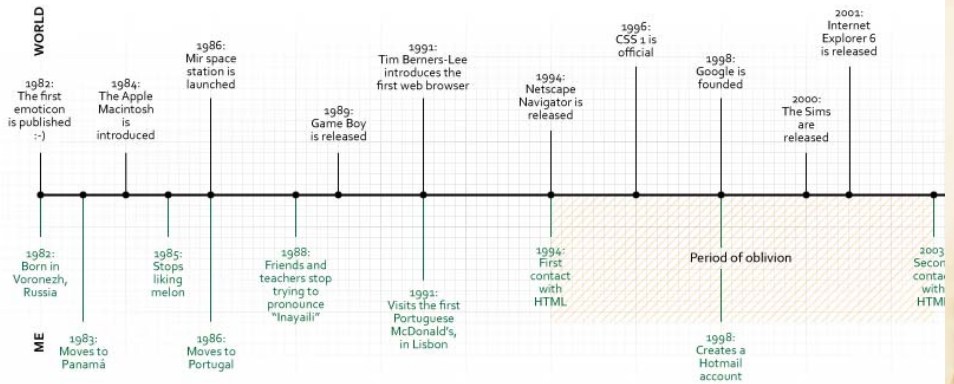 WORLD
1982:
The first
emoticon
is published
:-)
1984:
The Apple
Macintosh
is
introduced
1986:
Mir space
station is
launched
1989:
Game Boy
is released
1991:
Tim Berners-Lee
introduces the
first web browser
1994:
Netscape
Navigator is
released
1996:
CSS 1 is
official
1998:
Google is
founded
2000:
The Sims
are
released
2001:
Internet
Explorer 6
is released
ME
1982:
Born in
Voronezh,
Russia
1983:
Moves to
Panamá
1985:
Stops
liking
melon
1986:
Moves to
Portugal
1988:
Friends and
teachers stop
trying to
pronounce
"Inayaili"
1991:
Visits the first
Portuguese
McDonald's,
in Lisbon
1994:
First
contact
with
HTML
Period of oblivion
1998:
Creates a
Hotmail
account
2003
Secon
contac
with
HTM